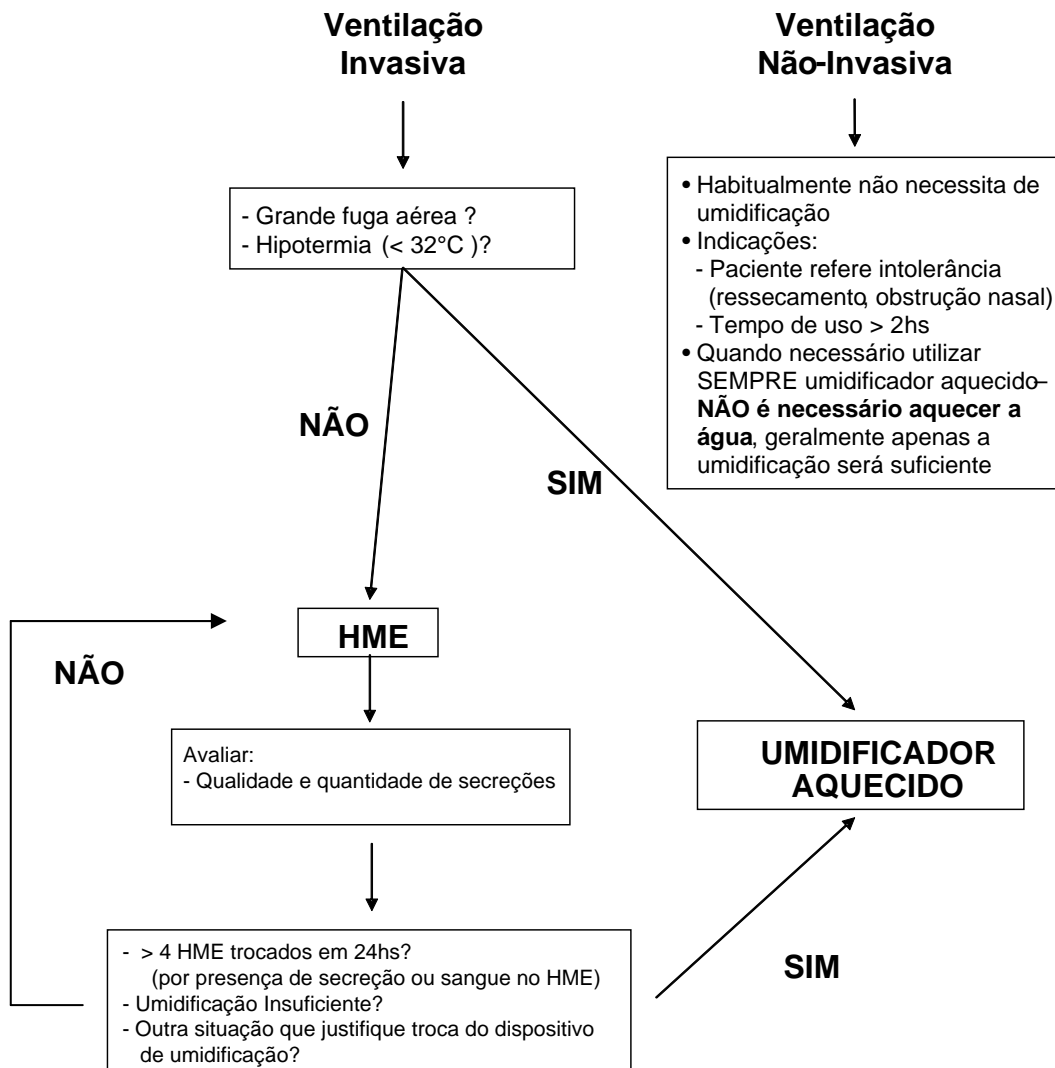 Ventilação
Invasiva
Ventilação
Não-Invasiva
- Grande fuga aérea ?
- Hipotermia (< 32°C )?
• Habitualmente não necessita de
umidificação
• Indicações:
- Paciente refere intolerância
(ressecamento, obstrução nasal)
- Tempo de uso > 2hs
• Quando necessário utilizar
SEMPRE umidificador aquecido–
NÃO é necessário aquecer a
água, geralmente apenas a
umidificação será suficiente
NÃO
SIM
HME
NÃO
Avaliar:
- Qualidade e quantidade de secreções
UMIDIFICADOR
AQUECIDO
- > 4 HME trocados em 24hs?
(por presença de secreção ou sangue no HME)
- Umidificação Insuficiente?
- Outra situação que justifique troca do dispositivo
de umidificação?
SIM